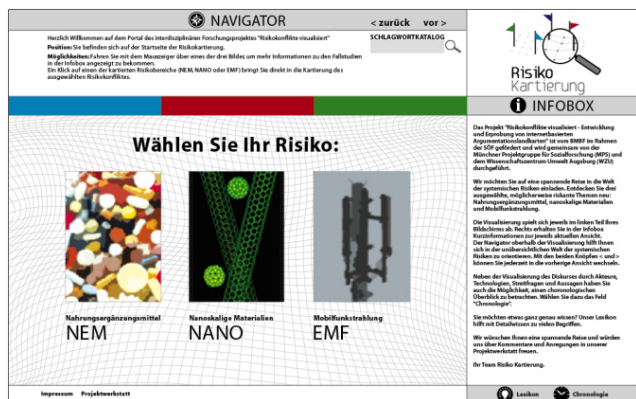 NAVIGATOR
< zurück   vor >
Herzlich Willkommen auf dem Portal des interdisziplinären Forschungsprojektes "Risikokonflikte visualisiert"
Position: Sie befinden sich auf der Startseite der Risikokartierung.
Möglichkeiten: Fahren Sie mit dem Mauszeiger über eines der drei Bilder, um mehr Informationen zu den Fallstudien
in der Infobox angezeigt zu bekommen.
Ein Klick auf einen der kartierten Risikobereiche (NEM, NANO oder EMF) bringt Sie direkt in die Kartierung des
ausgewählten Risikokonfliktes.
SCHLAGWORTKATALOG
Risiko
Kartierung
INFOBOX
Wählen Sie Ihr Risiko:
Nahrungsergänzungsmittel
NEM
Nanoskalige Materialien
NANO
Mobilfunkstrahlung
EMF
Das Projekt "Risikokonflikte visualisiert - Entwicklung
und Erprobung von internetbasierten
Argumentationslandkarten" ist vom BMBF im Rahmen
der SÖF gefördert und wird gemeinsam von der
Münchner Projektgruppe für Sozialforschung (MPS) und
dem Wissenschaftszentrum Umwelt Augsburg (WZU)
durchgeführt.
Wir möchten Sie auf eine spannende Reise in die Welt
der systemischen Risiken einladen. Entdecken Sie drei
ausgewählte, möglicherweise riskante Themen neu:
Nahrungsergänzungsmittel, nanoskalige Materialien
und Mobilfunkstrahlung.
Die Visualisierung spielt sich jeweils im linken Teil Ihres
Bildschirms ab. Rechts erhalten Sie in der Infobox
Kurzinformationen zur jeweils aktuellen Ansicht.
Der Navigator oberhalb der Visualisierung hilft Ihnen
sich in der unübersichtlichen Welt der systemischen
Risiken zu orientieren. Mit den beiden Knöpfen < und >
können Sie jederzeit in die vorherige Ansicht wechseln.
Neben der Visualisierung des Diskurses durch Akteure,
Technologien, Streitfragen und Aussagen haben Sie
auch die Möglichkeit, einen choronologischen
Überblick zu betrachten. Wählen Sie dazu das Feld
"Chronologie".
Sie möchten etwas ganz genau wissen? Unser Lexikon
hilft mit Detailwissen zu vielen Begriffen.
Wir wünschen Ihnen eine spannende Reise und würden
uns über Kommentare und Anregungen in unserer
Projektwerkstatt freuen.
Ihr Team Risiko Kartierung.
Impressum   Projektwerkstatt
Lexikon   Chronologie